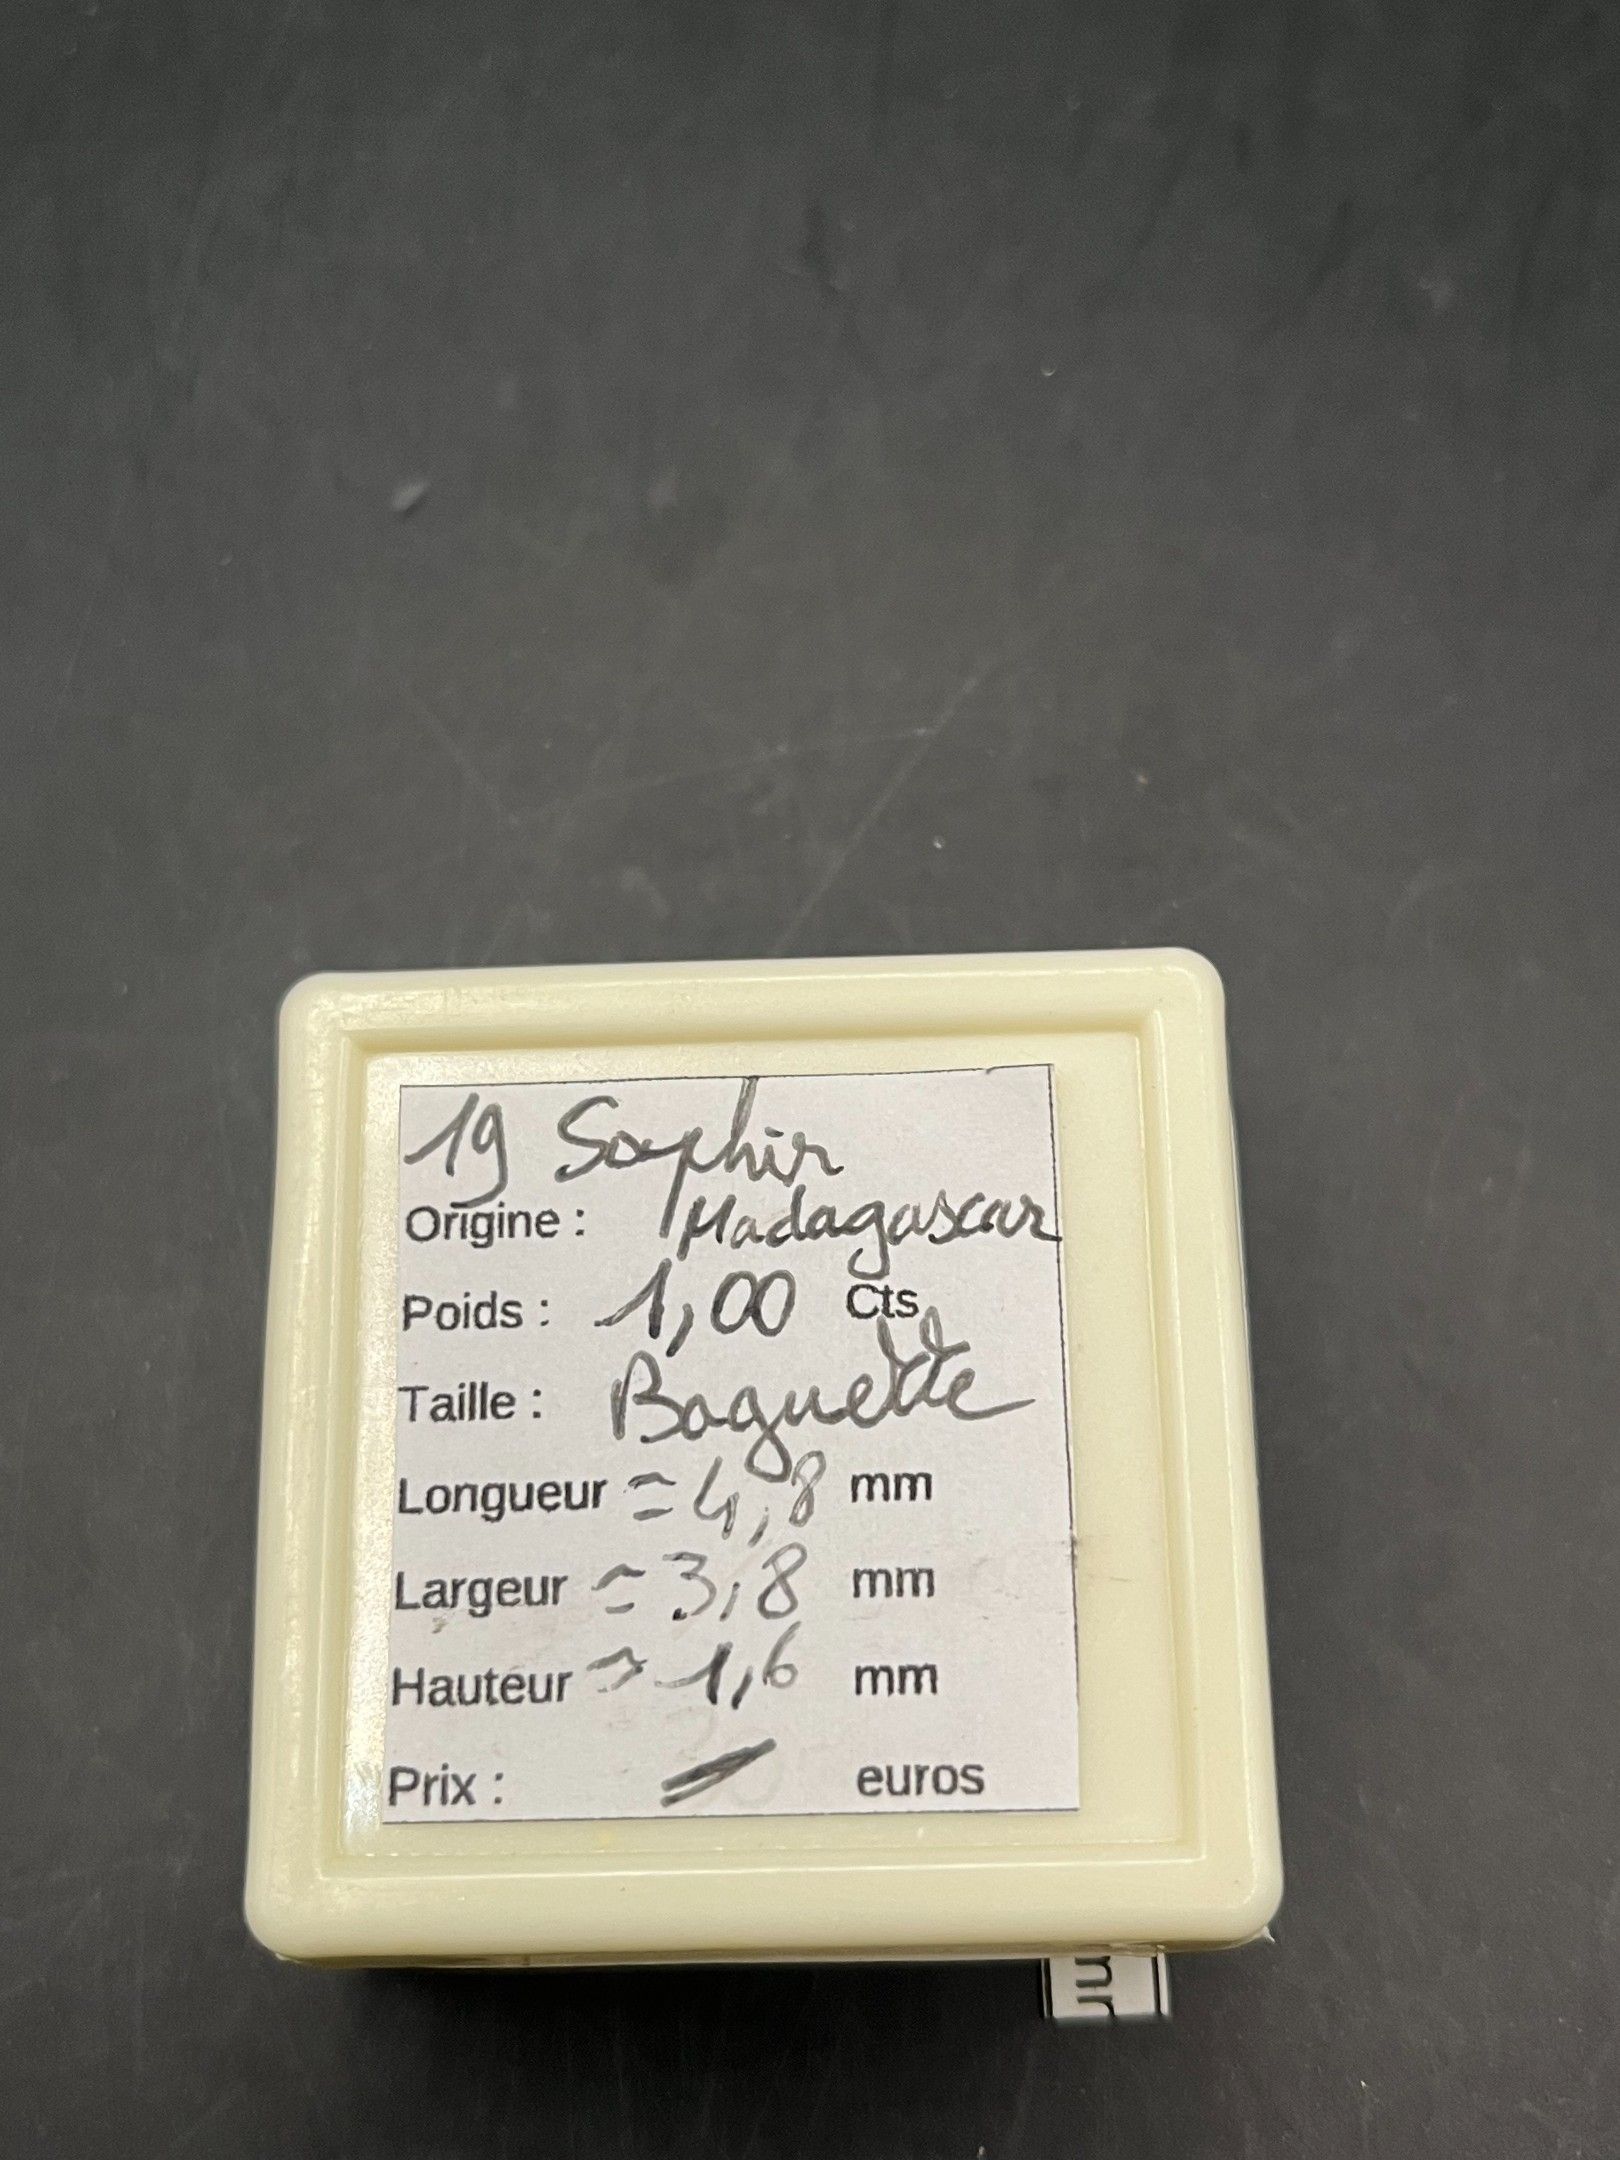 19 Saphir
Origine : Madagascar
Poids : 1,00 Cts
Taille : Baguette
Longueur ≃ 4,8 mm
Largeur ≃ 3,8 mm
Hauteur ≃ 1,6 mm
Prix : euros